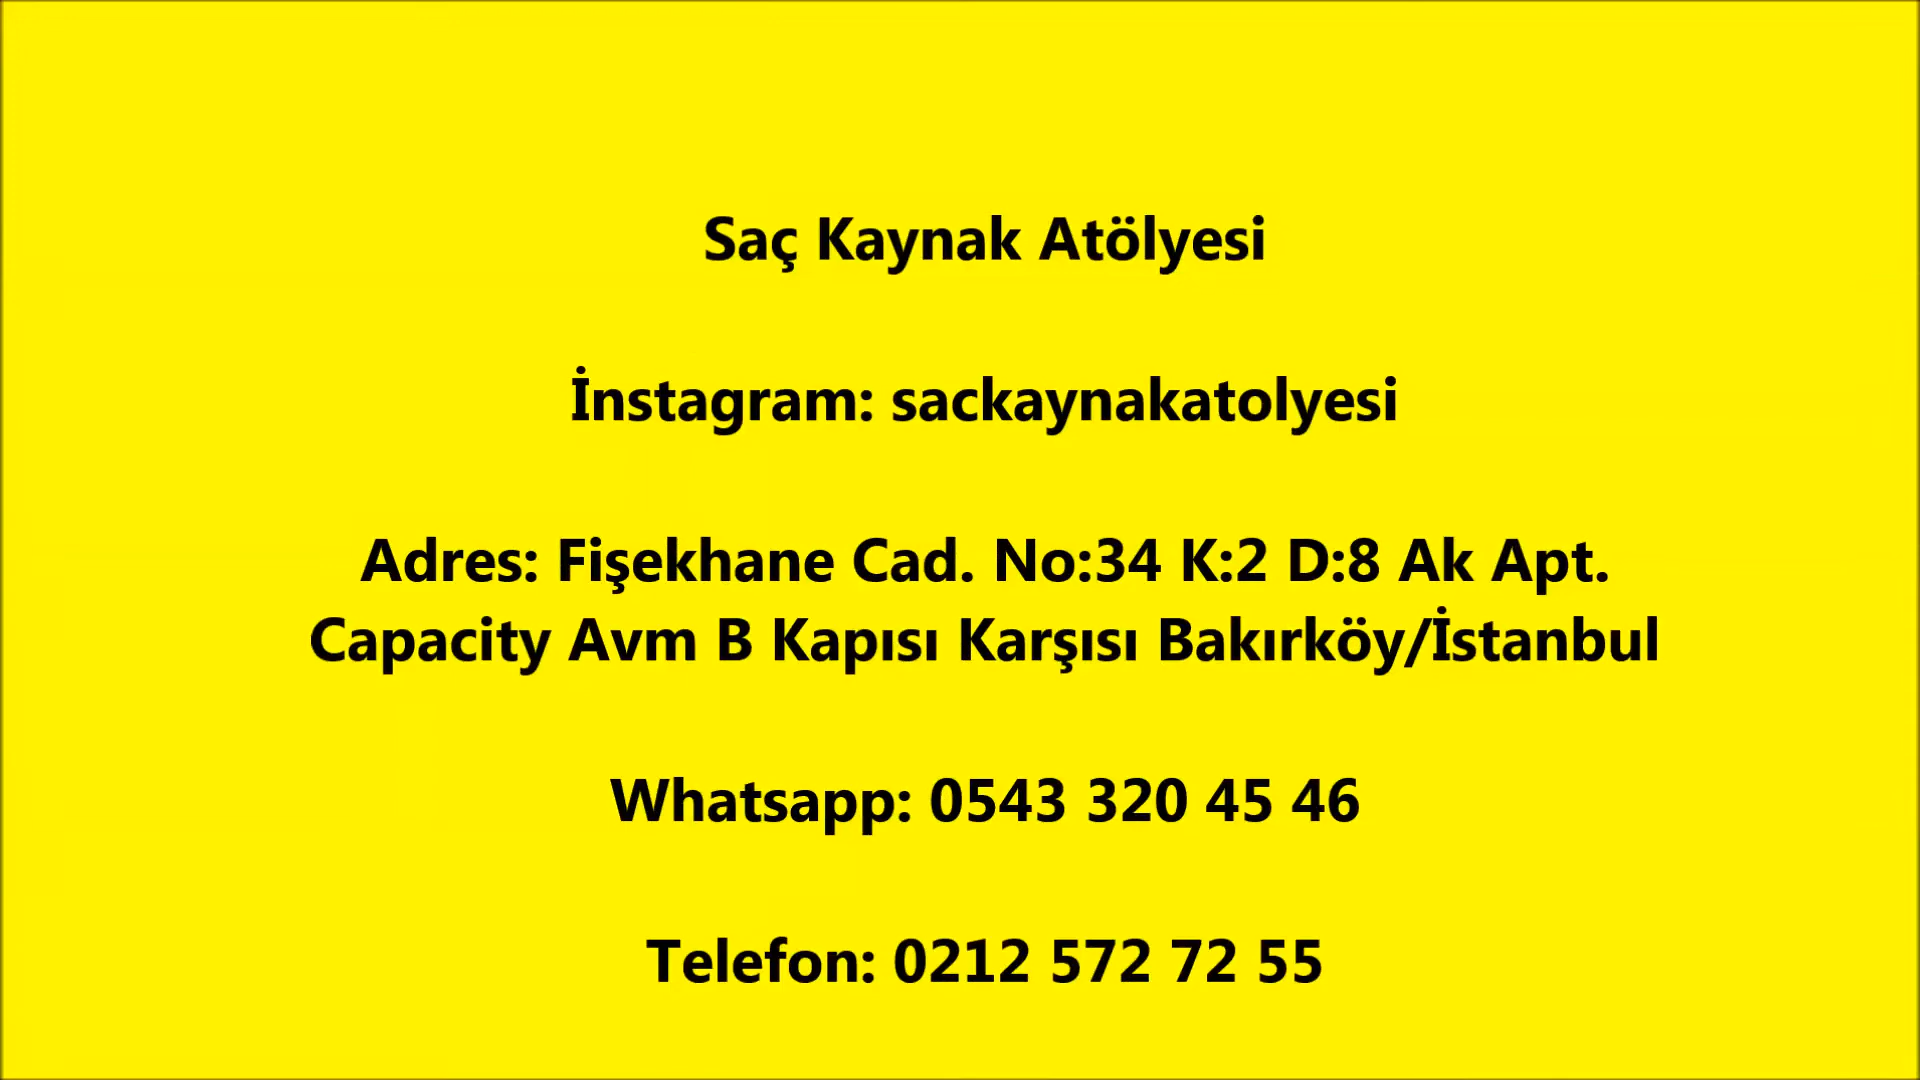 Saç Kaynak Atölyesi
İnstagram: sackaynakatolyesi
Adres: Fişekhane Cad. No:34 K:2 D:8 Ak Apt.
Capacity Avm B Kapısı Karşısı Bakırköy/İstanbul
Whatsapp: 0543 320 45 46
Telefon: 0212 572 72 55